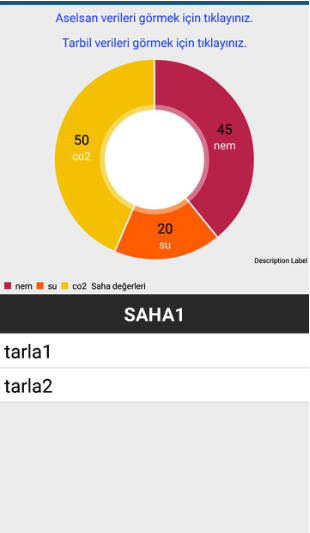 Aselsan verileri görmek için tıklayınız.
Tarbil verileri görmek için tıklayınız.
50
co2
45
nem
20
su
Description Label
nem su co2 Saha değerleri
SAHA1
tarla1
tarla2